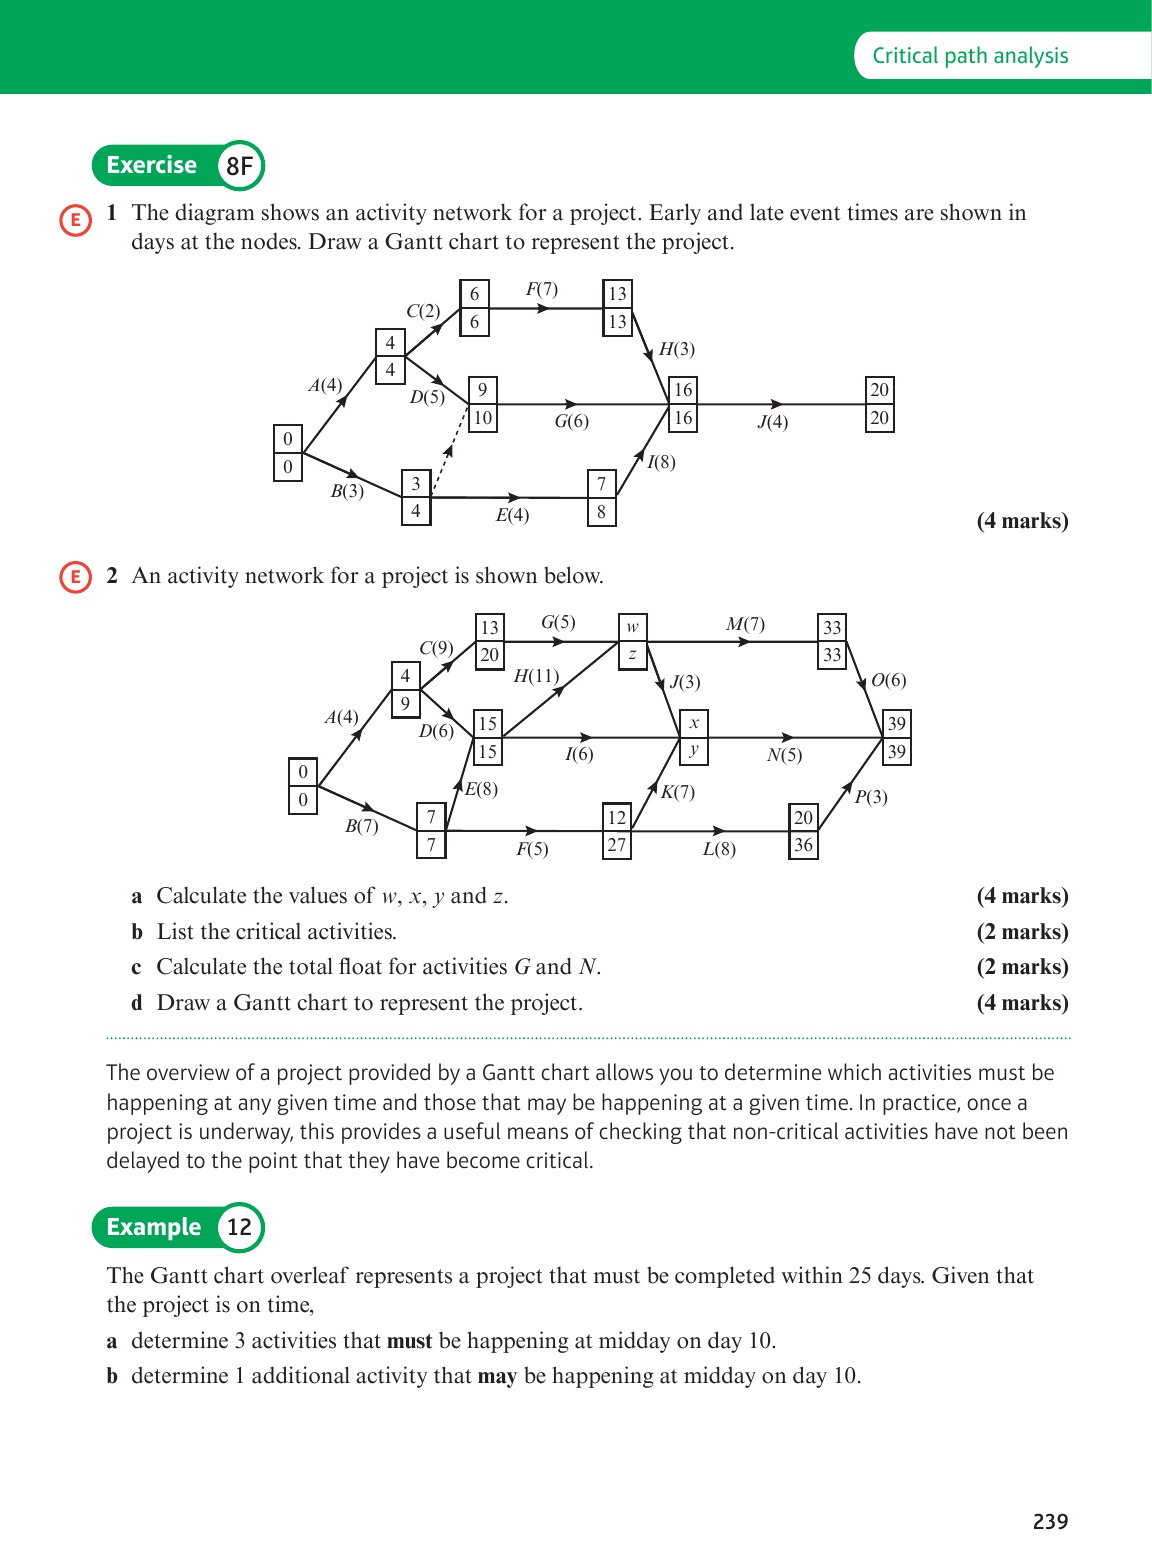 Critical path analysis
Exercise 8F
E 1 The diagram shows an activity network for a project. Early and late event times are shown in
days at the nodes. Draw a Gantt chart to represent the project.
6 F(7) 13
C(2)
6 13
4
H(3)
4
A(4)
D(5) 9 16 20
10 G(6) 16 J(4) 20
0
0
I(8)
B(3) 3 7
4 E(4) 8
(4 marks)
E 2 An activity network for a project is shown below.
13 G(5) w M(7) 33
C(9) 20 z 33
4 H(11) J(3) O(6)
9
A(4) D(6) 15 x 39
15 I(6) y N(5) 39
0
0
E(8) K(7) P(3)
B(7) 7 12 20
7 F(5) 27 L(8) 36
a Calculate the values of w, x, y and z. (4 marks)
b List the critical activities. (2 marks)
c Calculate the total float for activities G and N. (2 marks)
d Draw a Gantt chart to represent the project. (4 marks)
The overview of a project provided by a Gantt chart allows you to determine which activities must be
happening at any given time and those that may be happening at a given time. In practice, once a
project is underway, this provides a useful means of checking that non-critical activities have not been
delayed to the point that they have become critical.
Example 12
The Gantt chart overleaf represents a project that must be completed within 25 days. Given that
the project is on time,
a determine 3 activities that must be happening at midday on day 10.
b determine 1 additional activity that may be happening at midday on day 10.
239